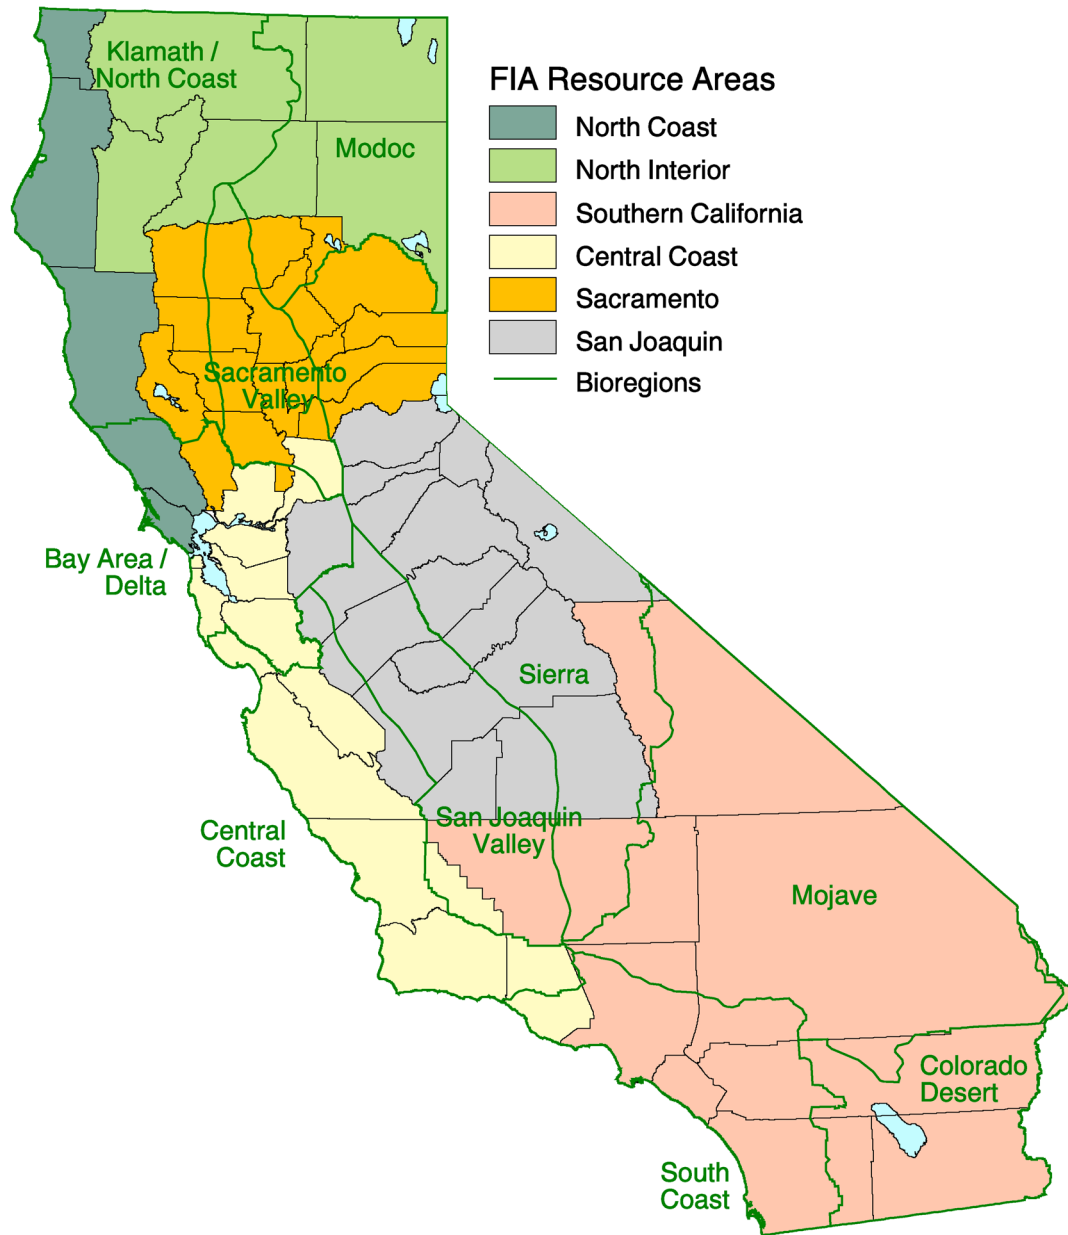 Klamath /
North Coast
Modoc
FIA Resource Areas
North Coast
North Interior
Southern California
Central Coast
Sacramento
San Joaquin
Bioregions
Sacramento
Valley
Bay Area /
Delta
Sierra
Central
Coast
San Joaquin
Valley
Mojave
Colorado
Desert
South
Coast